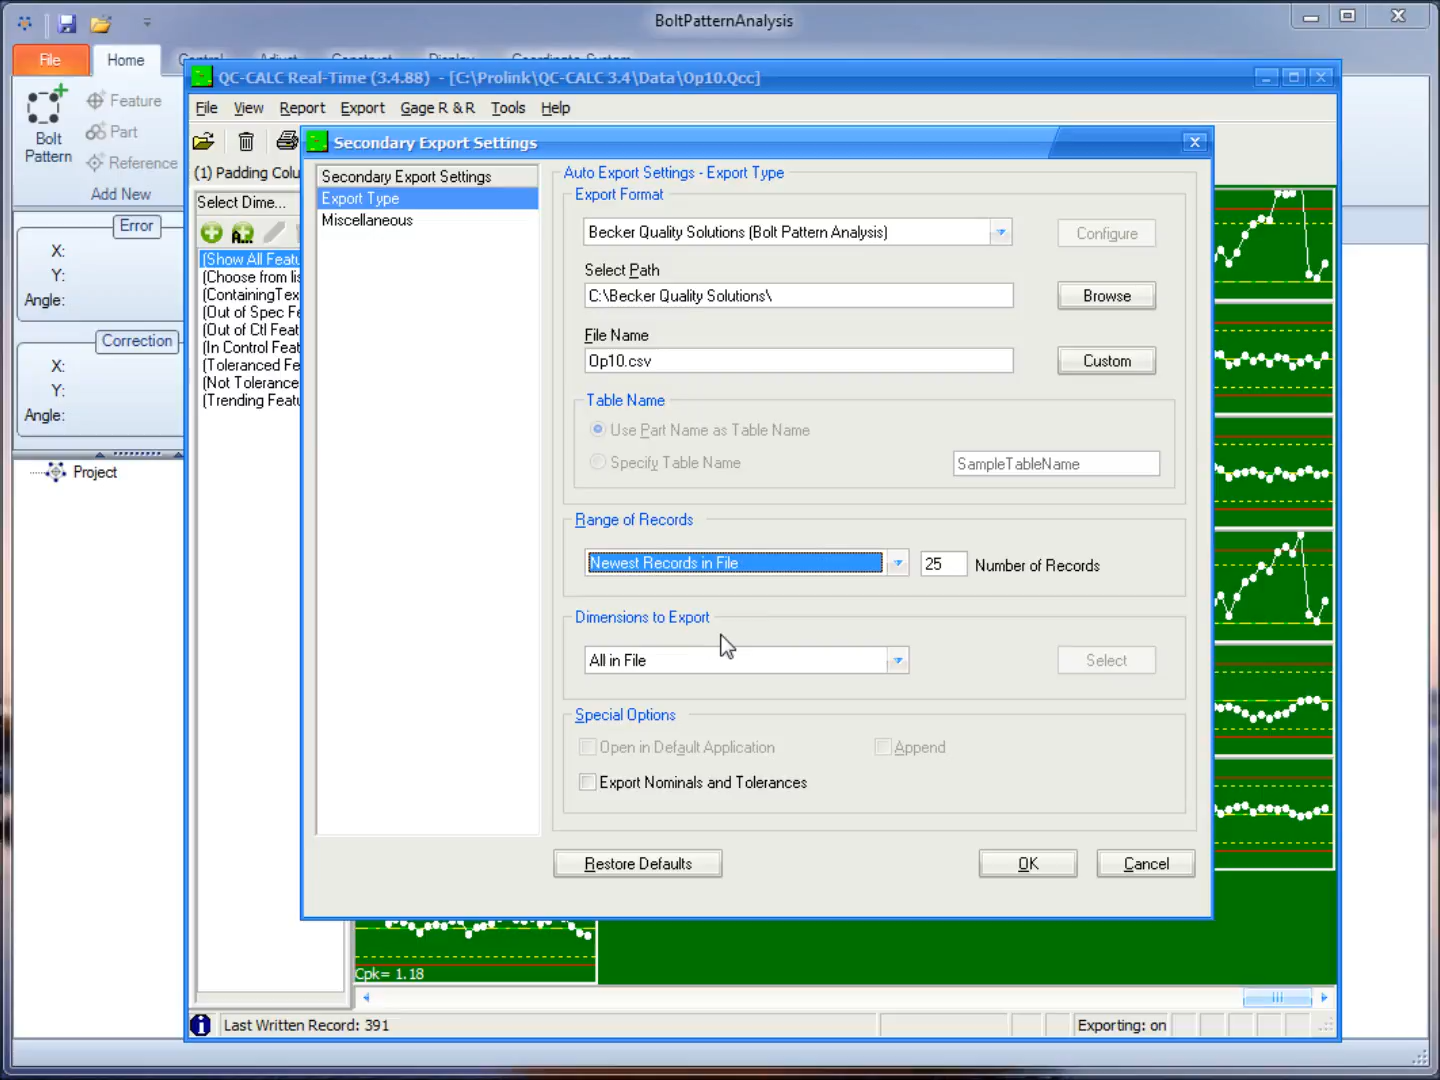 BoltPatternAnalysis
File
Home
Control
Adjust
Construct
Display
Coordinate System
Bolt
Pattern
Feature
Part
Reference
Add New
Error
X:
Y:
Angle:
Correction
X:
Y:
Angle:
Project
QC-CALC Real-Time (3.4.88) - [C:\Prolink\QC-CALC 3.4\Data\Op10.Qcc]
File View Report Export Gage R & R Tools Help
(1) Padding Colu
Select Dime...
A...
(Show All Featu
(Choose from lis
(ContainingTex
(Out of Spec Fe
(Out of Ctl Feat
(In Control Feat
(Toleranced Fe
(Not Tolerance
(Trending Featu
Secondary Export Settings
Secondary Export Settings
Export Type
Miscellaneous
Auto Export Settings - Export Type
Export Format
Becker Quality Solutions (Bolt Pattern Analysis)
Configure
Select Path
C:\Becker Quality Solutions\
Browse
File Name
Op10.csv
Custom
Table Name
Use Part Name as Table Name
Specify Table Name
SampleTableName
Range of Records
Newest Records in File
25
Number of Records
Dimensions to Export
All in File
Select
Special Options
Open in Default Application
Append
Export Nominals and Tolerances
Restore Defaults
OK
Cancel
Cpk= 1.18
Last Written Record: 391
Exporting: on